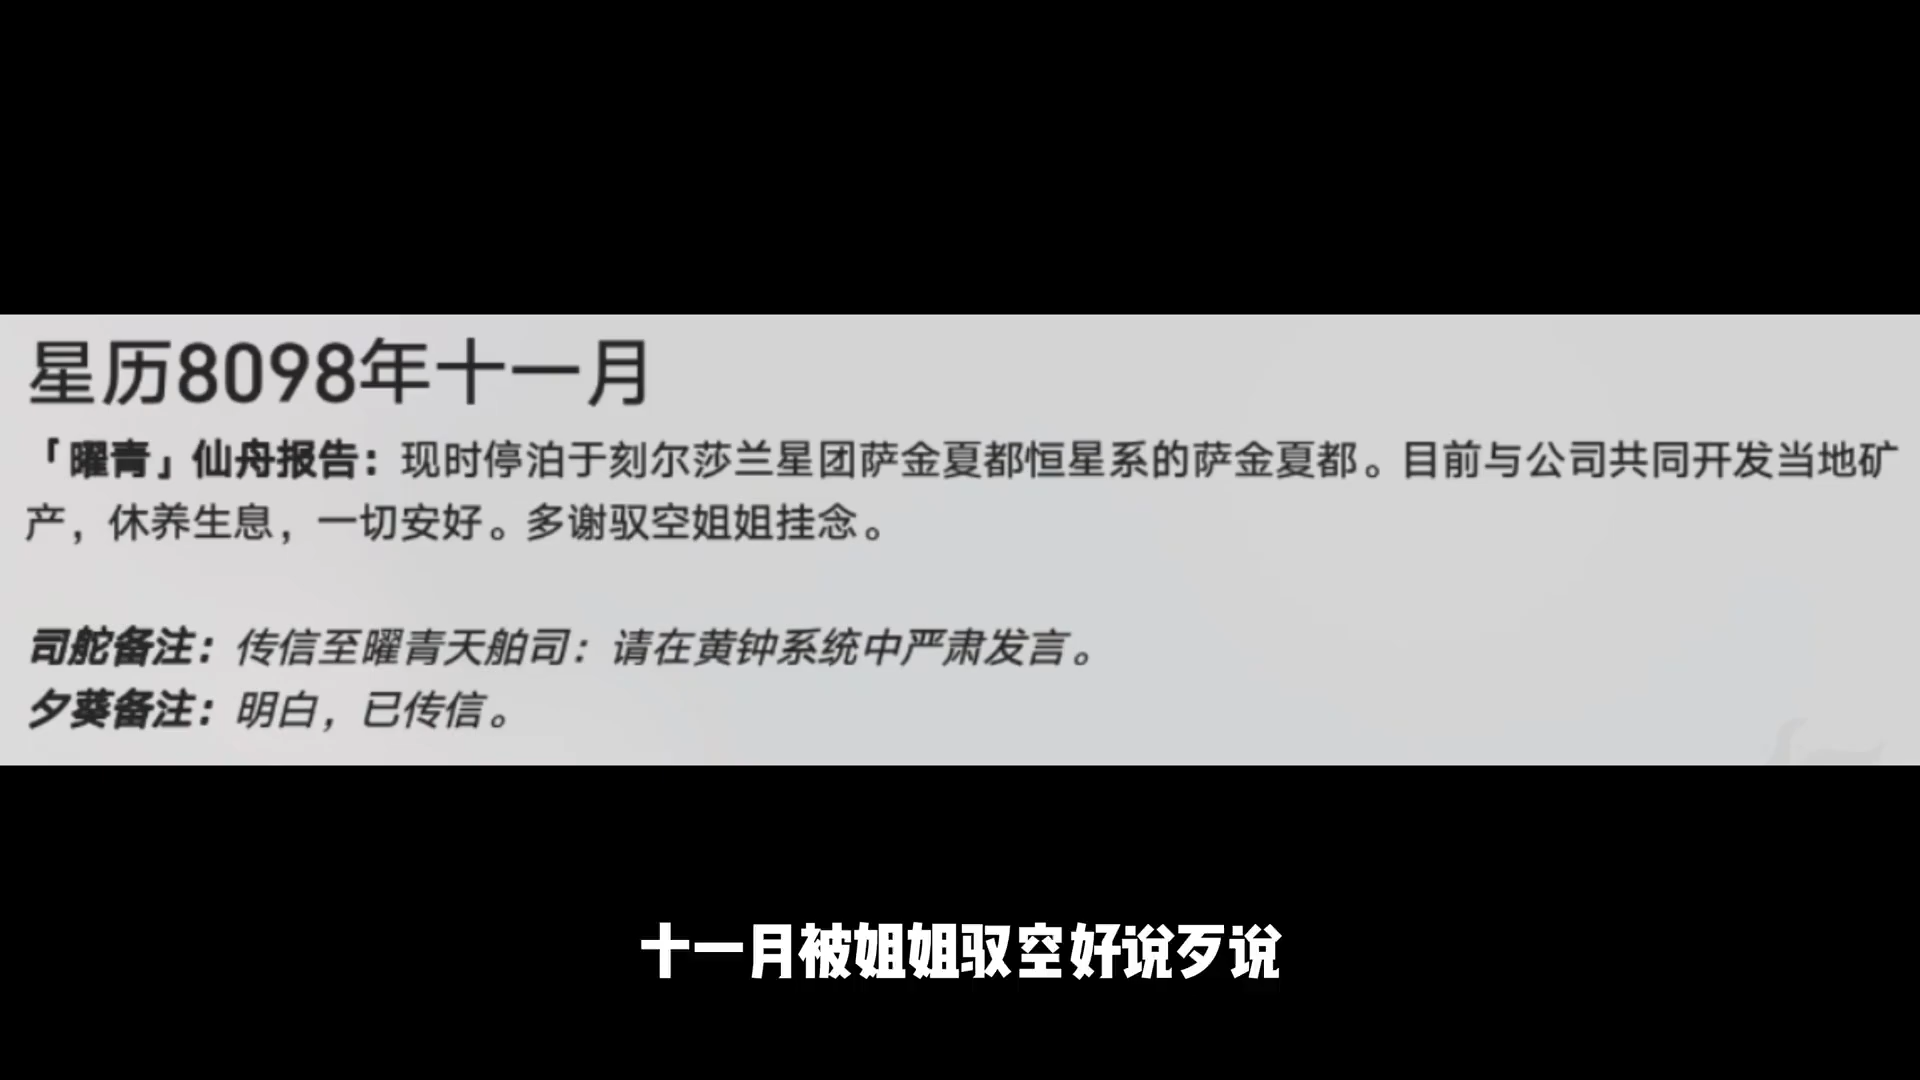 星历8098年十一月
「曜青」仙舟报告：现时停泊于刻尔莎兰星团萨金夏都恒星系的萨金夏都。目前与公司共同开发当地矿
产，休养生息，一切安好。多谢驭空姐姐挂念。
司舵备注：传信至曜青天舶司：请在黄钟系统中严肃发言。
夕葵备注：明白，已传信。
十一月被姐姐驭空好说歹说